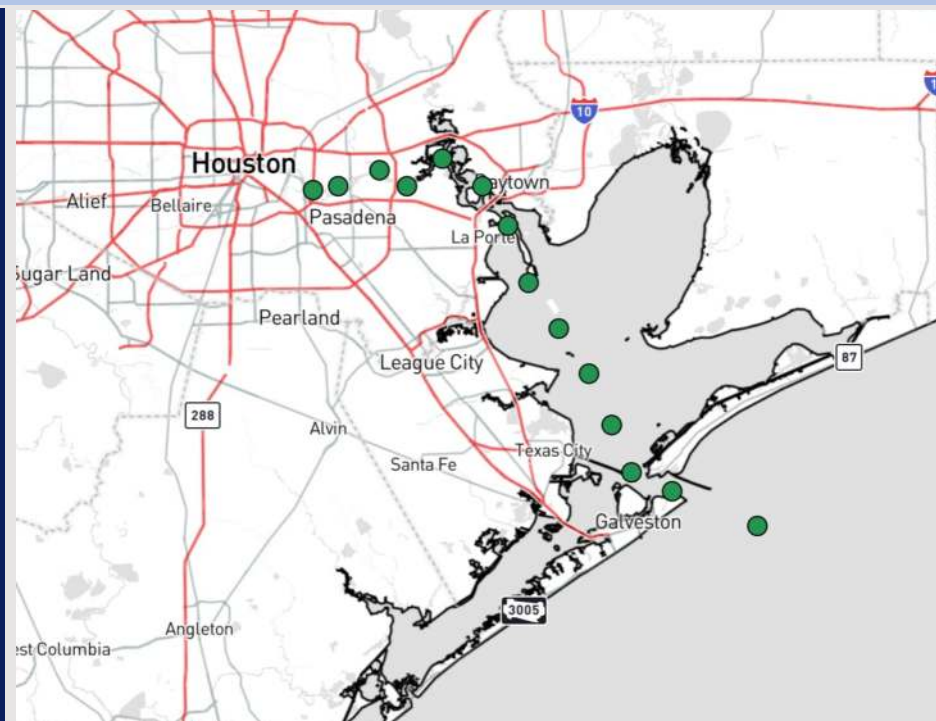 10
1
Houston
Baytown
Alief
Bellaire
Pasadena
La Porte
Sugar Land
Pearland
League City
87
288
Alvin
Texas City
Santa Fe
Galveston
3005
Angleton
est Columbia